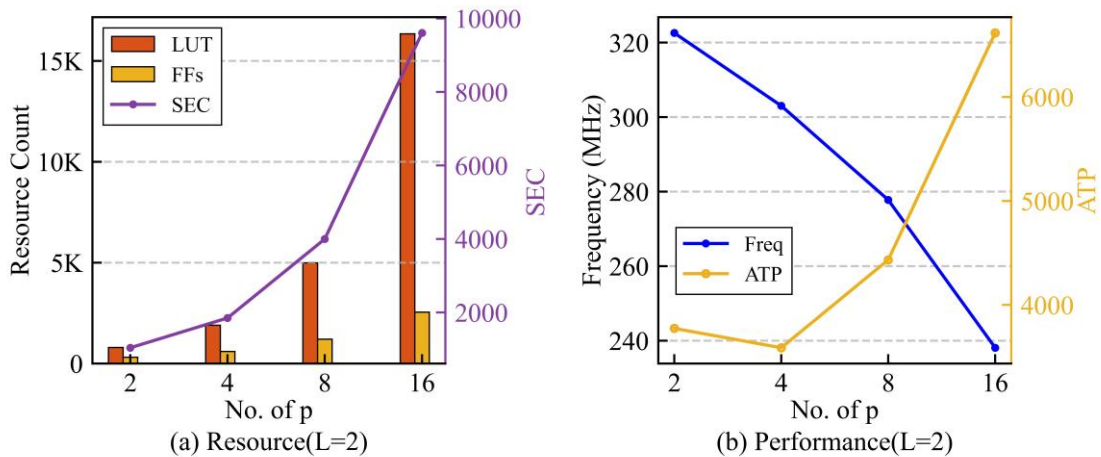 LUT
FFs
SEC
Resource Count
15K
10K
5K
0
10000
8000
6000
4000
2000
SEC
2 4 8 16
No. of p
(a) Resource(L=2)
Frequency (MHz)
320
300
280
260
240
Freq
ATP
6000
5000
4000
ATP
2 4 8 16
No. of p
(b) Performance(L=2)